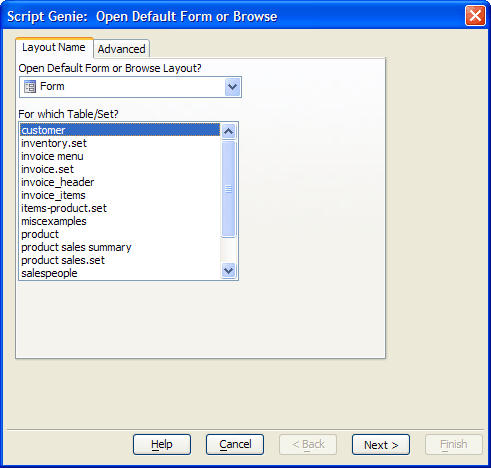 Script Genie:  Open Default Form or Browse
Layout Name Advanced
Open Default Form or Browse Layout?
Form
For which Table/Set?
customer
inventory.set
invoice menu
invoice.set
invoice_header
invoice_items
items-product.set
miscexamples
product
product sales summary
product sales.set
salespeople
Help Cancel < Back Next > Finish